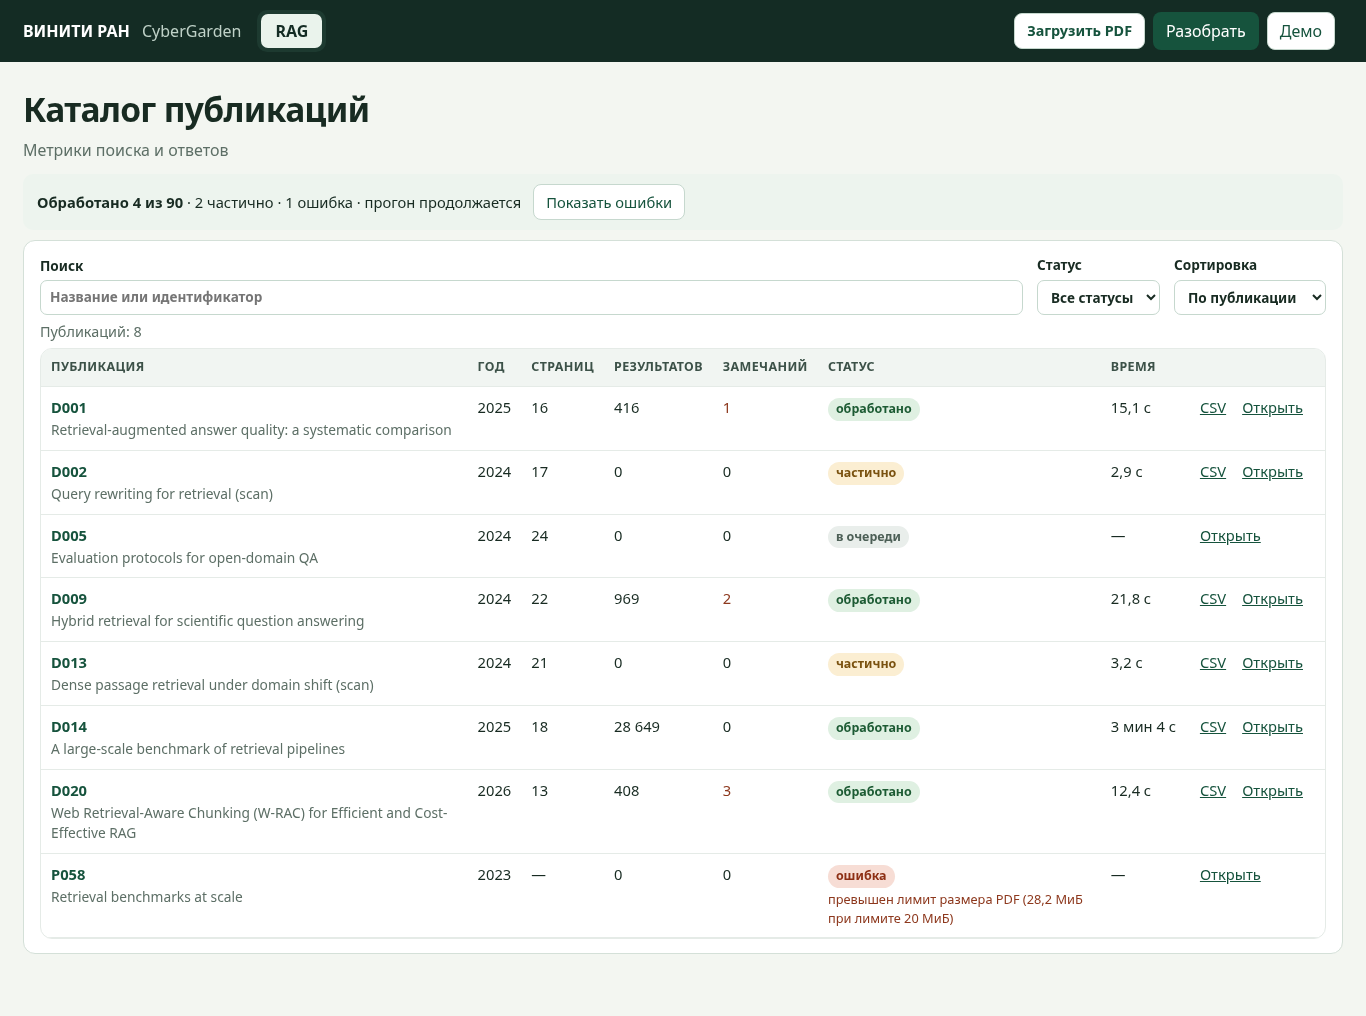 ВИНИТИ РАН CyberGarden RAG Загрузить PDF Разобрать Демо
Каталог публикаций
Метрики поиска и ответов
Обработано 4 из 90 · 2 частично · 1 ошибка · прогон продолжается Показать ошибки
Поиск Статус Сортировка
Название или идентификатор Все статусы По публикации
Публикаций: 8
ПУБЛИКАЦИЯ ГОД СТРАНИЦ РЕЗУЛЬТАТОВ ЗАМЕЧАНИЙ СТАТУС ВРЕМЯ
D001 2025 16 416 1 обработано 15,1 с CSV Открыть
Retrieval-augmented answer quality: a systematic comparison
D002 2024 17 0 0 частично 2,9 с CSV Открыть
Query rewriting for retrieval (scan)
D005 2024 24 0 0 в очереди — Открыть
Evaluation protocols for open-domain QA
D009 2024 22 969 2 обработано 21,8 с CSV Открыть
Hybrid retrieval for scientific question answering
D013 2024 21 0 0 частично 3,2 с CSV Открыть
Dense passage retrieval under domain shift (scan)
D014 2025 18 28 649 0 обработано 3 мин 4 с CSV Открыть
A large-scale benchmark of retrieval pipelines
D020 2026 13 408 3 обработано 12,4 с CSV Открыть
Web Retrieval-Aware Chunking (W-RAC) for Efficient and Cost-
Effective RAG
P058 2023 — 0 0 ошибка — Открыть
Retrieval benchmarks at scale
превышен лимит размера PDF (28,2 МиБ
при лимите 20 МиБ)